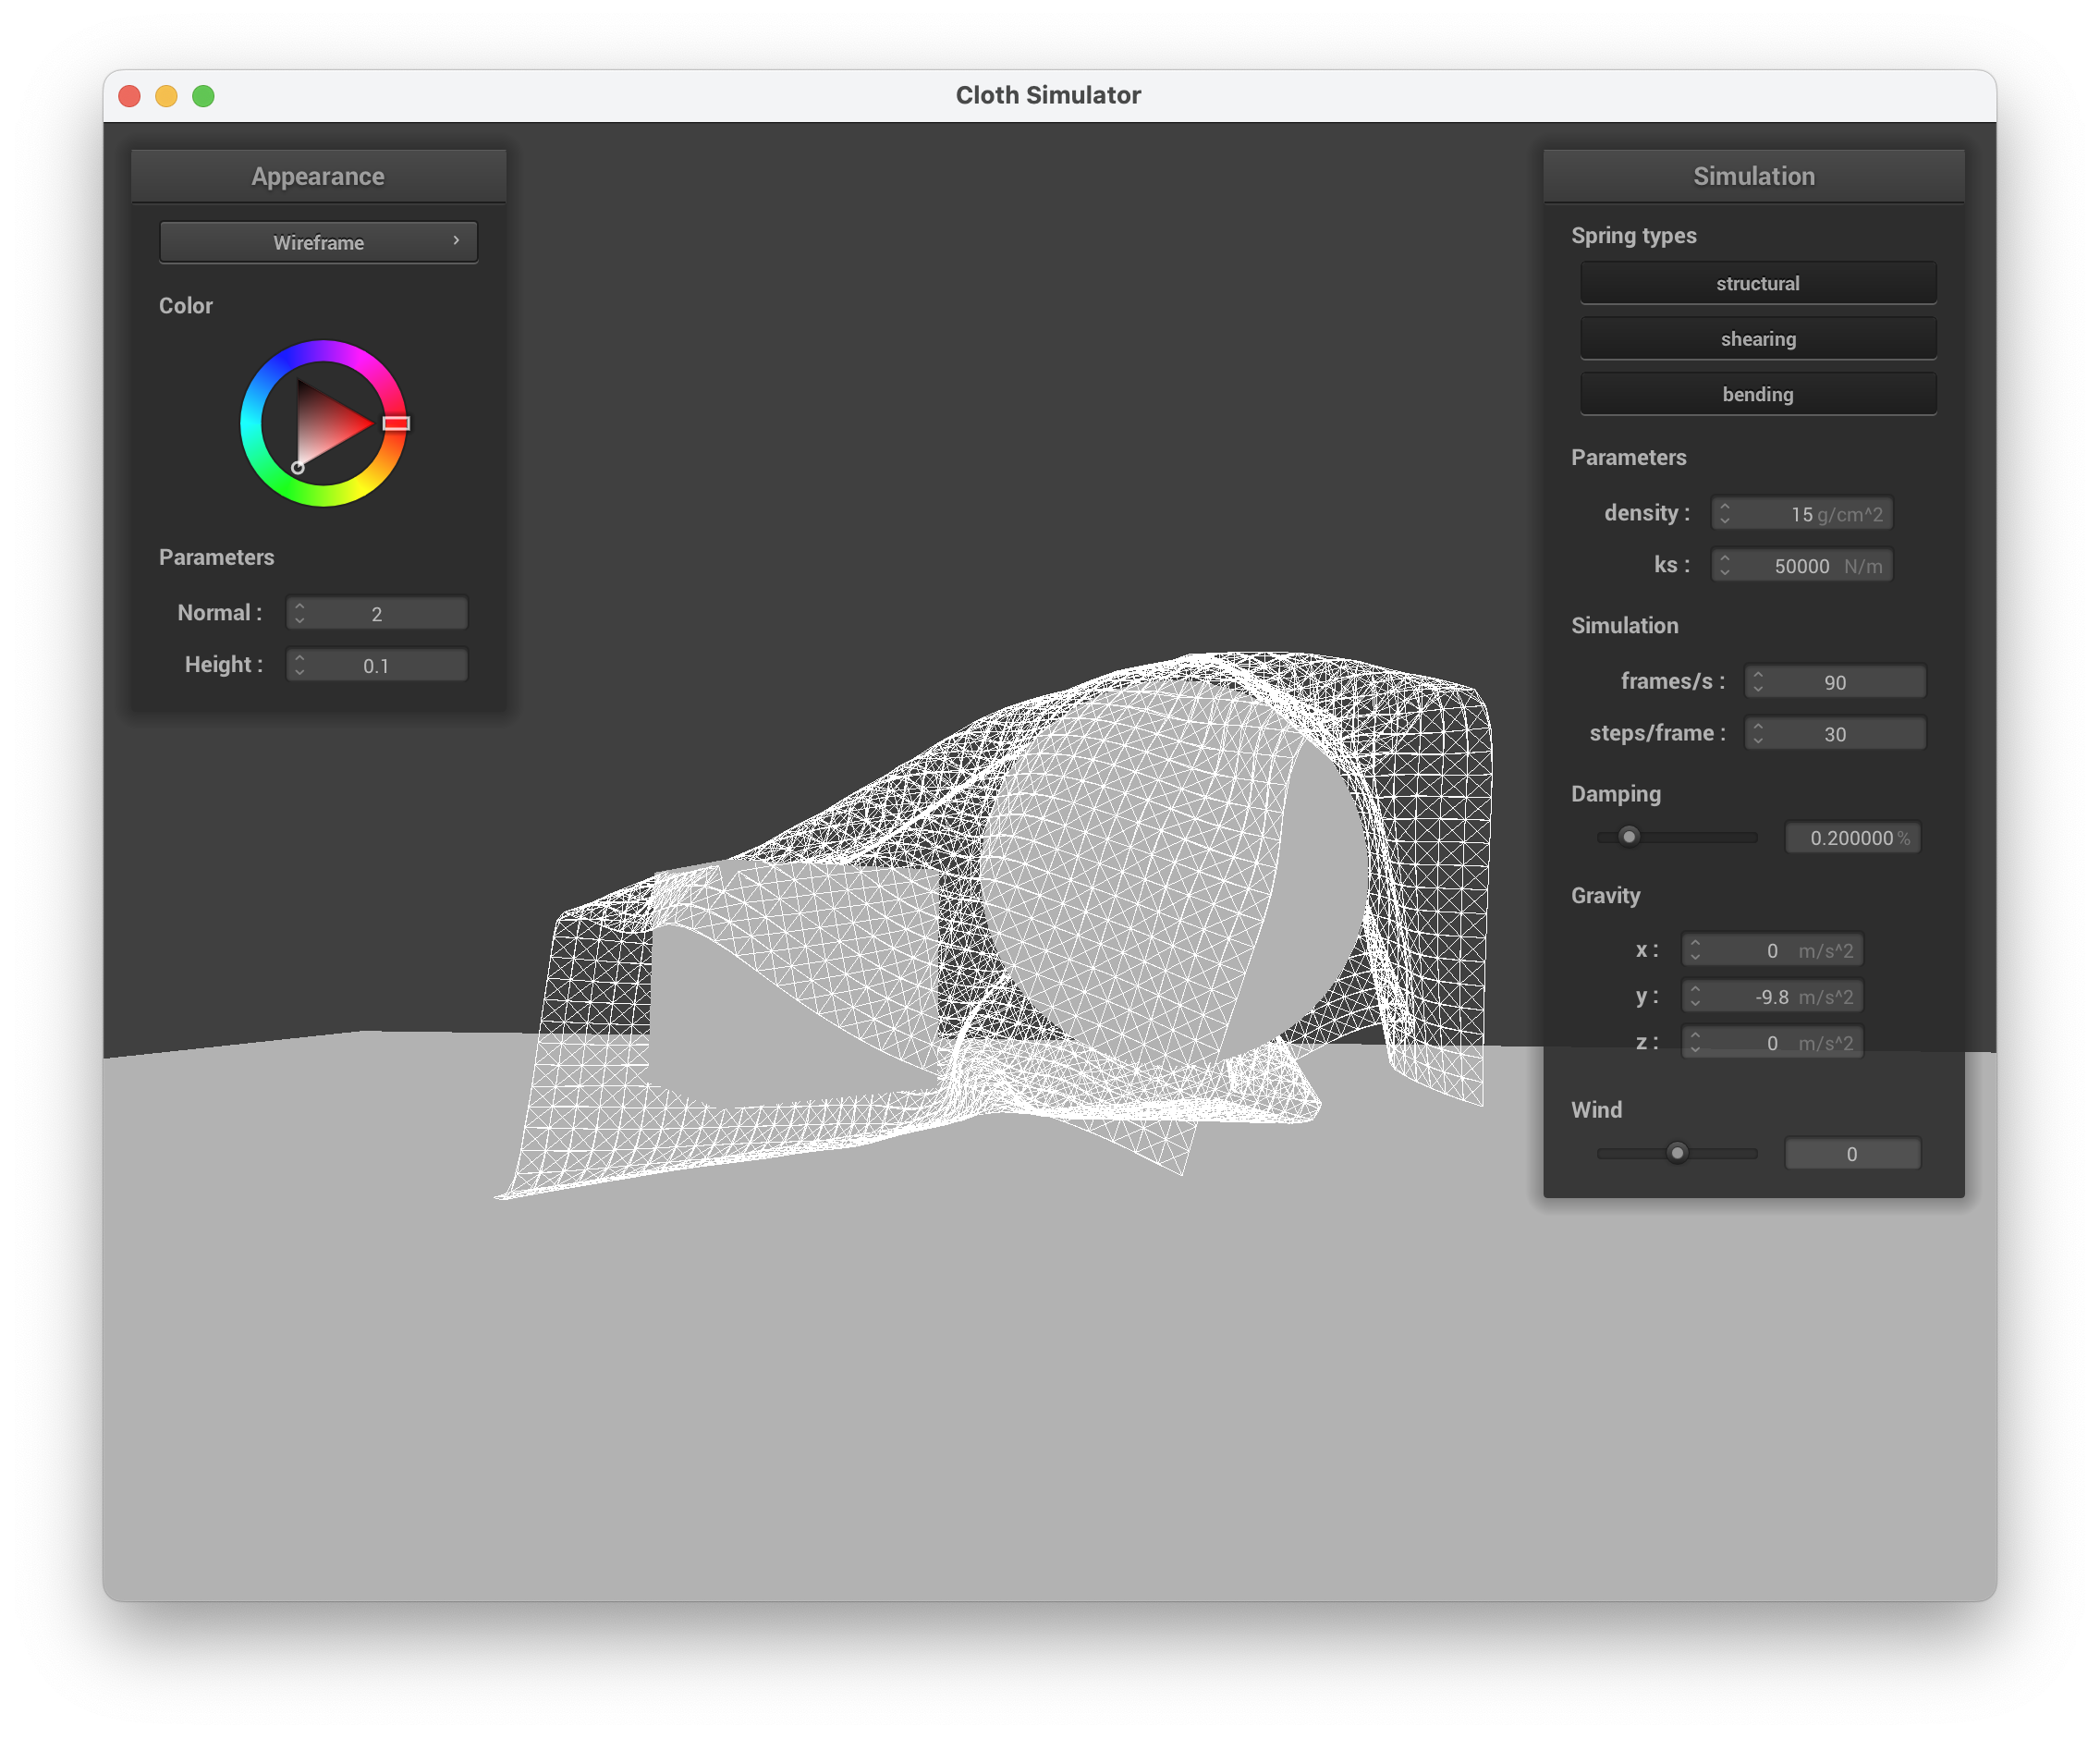 Cloth Simulator
Appearance
Wireframe
Color
Parameters
Normal : 2
Height : 0.1
Simulation
Spring types
structural
shearing
bending
Parameters
density : 15 g/cm^2
ks : 50000 N/m
Simulation
frames/s : 90
steps/frame : 30
Damping
0.200000 %
Gravity
x : 0 m/s^2
y : -9.8 m/s^2
z : 0 m/s^2
Wind
0